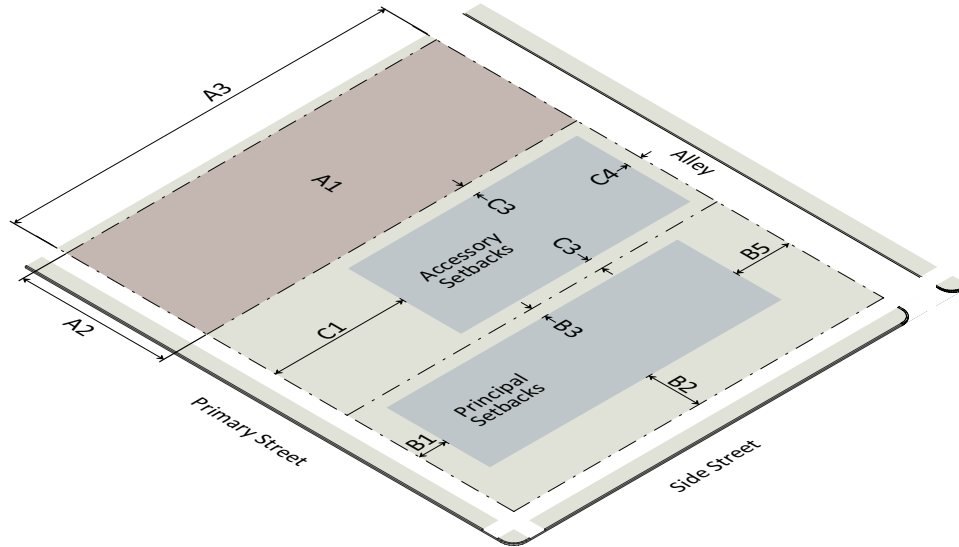 A3
A1
Alley
C4
C3
Accessory
Setbacks
C3
B5
C1
A2
B3
Principal
Setbacks
B2
B1
Primary Street
Side Street